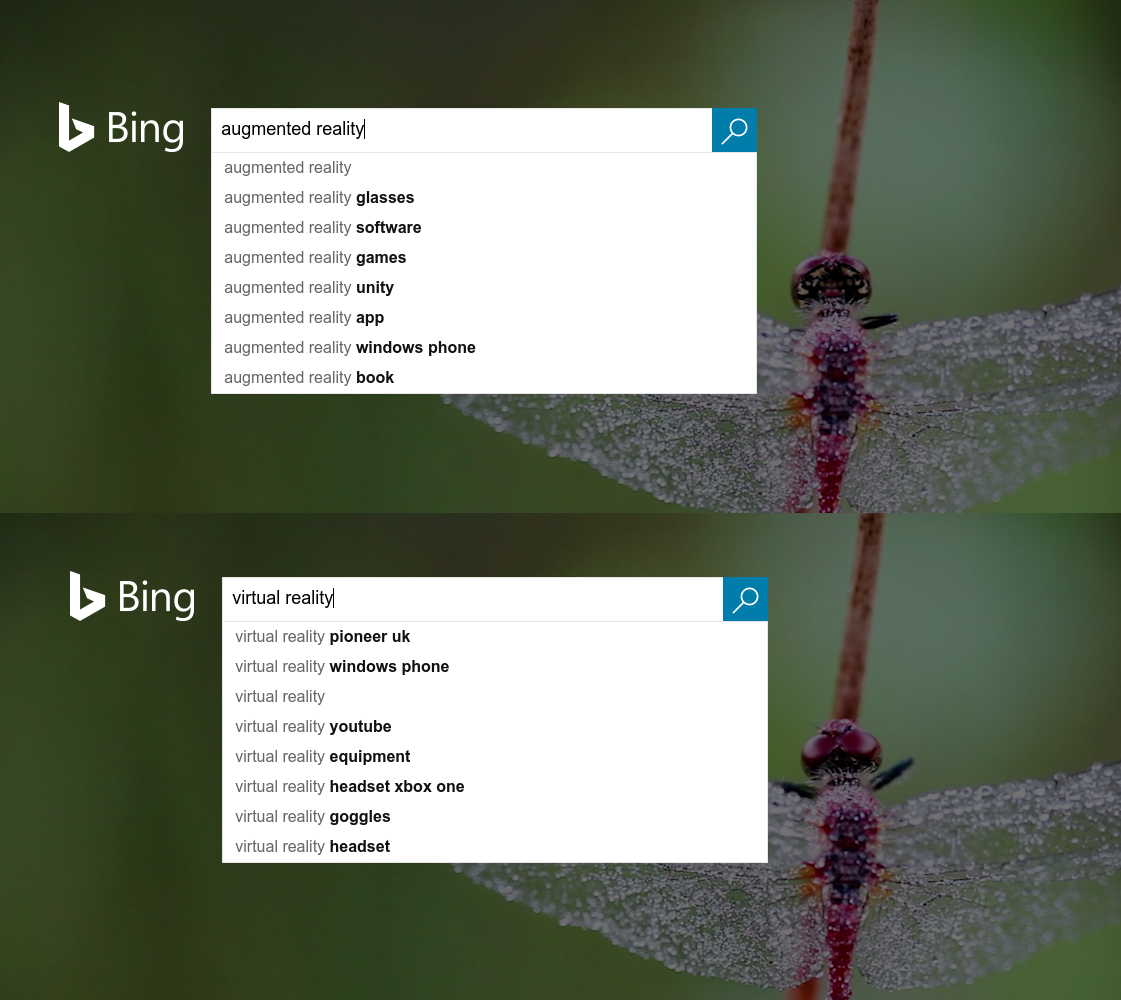 Bing
augmented reality
augmented reality
augmented reality glasses
augmented reality software
augmented reality games
augmented reality unity
augmented reality app
augmented reality windows phone
augmented reality book
Bing
virtual reality
virtual reality pioneer uk
virtual reality windows phone
virtual reality
virtual reality youtube
virtual reality equipment
virtual reality headset xbox one
virtual reality goggles
virtual reality headset